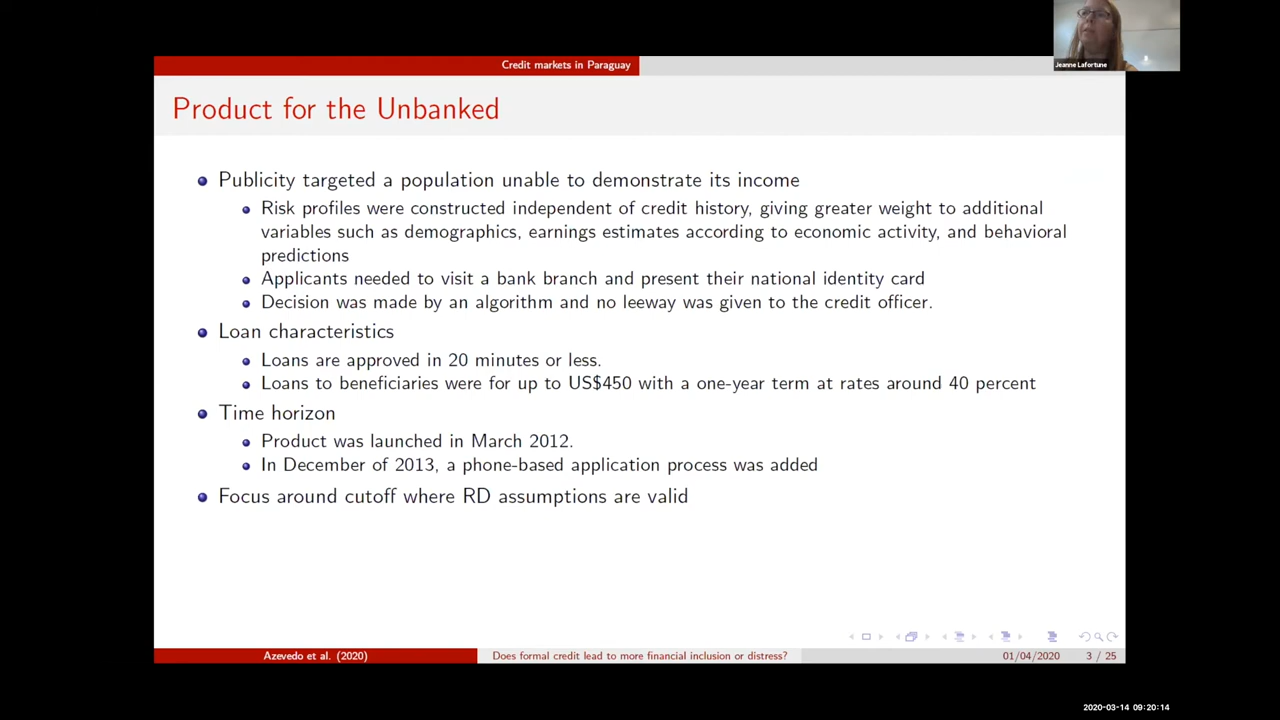 Jeanne Lafortune
Credit markets in Paraguay
Product for the Unbanked
Publicity targeted a population unable to demonstrate its income
Risk profiles were constructed independent of credit history, giving greater weight to additional
variables such as demographics, earnings estimates according to economic activity, and behavioral
predictions
Applicants needed to visit a bank branch and present their national identity card
Decision was made by an algorithm and no leeway was given to the credit officer.
Loan characteristics
Loans are approved in 20 minutes or less.
Loans to beneficiaries were for up to US$450 with a one-year term at rates around 40 percent
Time horizon
Product was launched in March 2012.
In December of 2013, a phone-based application process was added
Focus around cutoff where RD assumptions are valid
Azevedo et al. (2020) Does formal credit lead to more financial inclusion or distress? 01/04/2020 3 / 25
2020-03-14 09:20:14